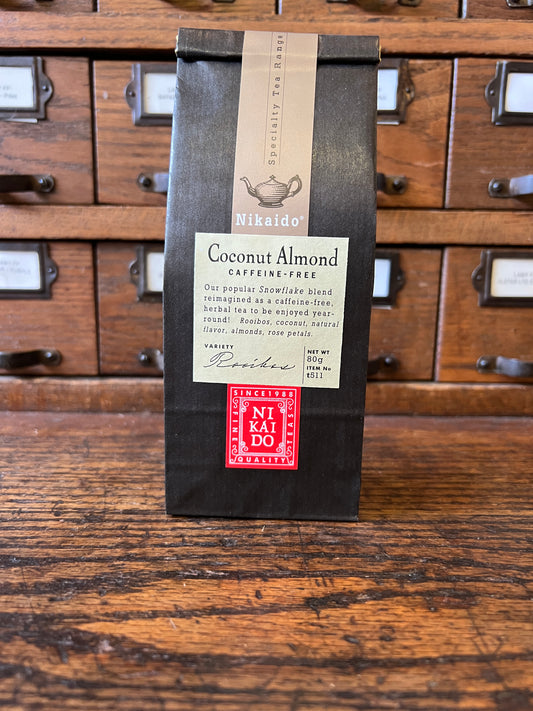 Specialty Tea Range
Nikaido®
Coconut Almond
CAFFEINE-FREE
Our popular Snowflake blend
reimagined as a caffeine-free,
herbal tea to be enjoyed year-
round! Rooibos, coconut, natural
flavor, almonds, rose petals.
VARIETY
Rooibos
NET WT
80g
ITEM No
t511
SINCE 1988
FINE
NI
KAI
DO
TEAS
QUALITY